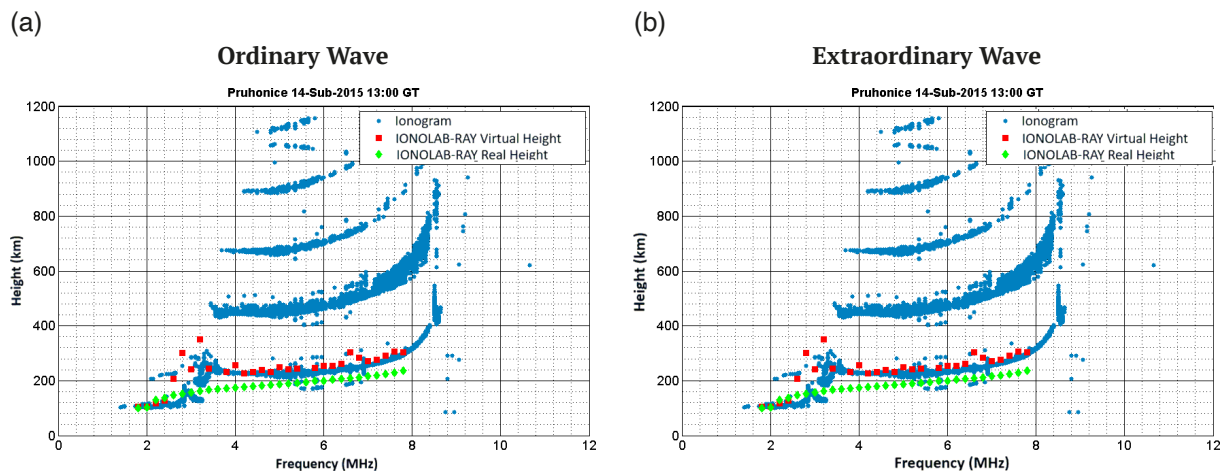 (a)
Ordinary Wave
Pruhonice 14-Sub-2015 13:00 GT
Ionogram
IONOLAB-RAY Virtual Height
IONOLAB-RAY Real Height
1200
1000
800
600
400
200
0
Height (km)
0 2 4 6 8 10 12
Frequency (MHz)
(b)
Extraordinary Wave
Pruhonice 14-Sub-2015 13:00 GT
Ionogram
IONOLAB-RAY Virtual Height
IONOLAB-RAY Real Height
1200
1000
800
600
400
200
0
Height (km)
0 2 4 6 8 10 12
Frequency (MHz)